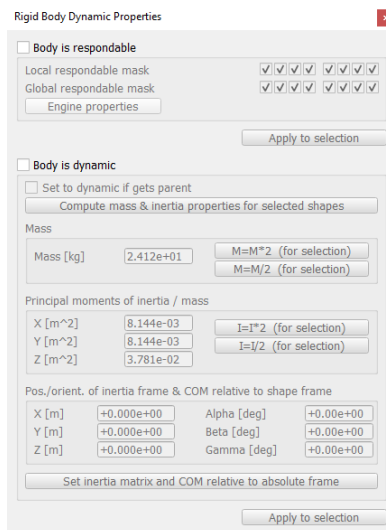 Rigid Body Dynamic Properties
Body is respondable
Local respondable mask
Global respondable mask
Engine properties
Apply to selection
Body is dynamic
Set to dynamic if gets parent
Compute mass & inertia properties for selected shapes
Mass
Mass [kg] 2.412e+01 M=M*2 (for selection)
M=M/2 (for selection)
Principal moments of inertia / mass
X [m^2] 8.144e-03 I=I*2 (for selection)
Y [m^2] 8.144e-03 I=I/2 (for selection)
Z [m^2] 3.781e-02
Pos./orient. of inertia frame & COM relative to shape frame
X [m] +0.000e+00 Alpha [deg] +0.00e+00
Y [m] +0.000e+00 Beta [deg] +0.00e+00
Z [m] +0.000e+00 Gamma [deg] +0.00e+00
Set inertia matrix and COM relative to absolute frame
Apply to selection